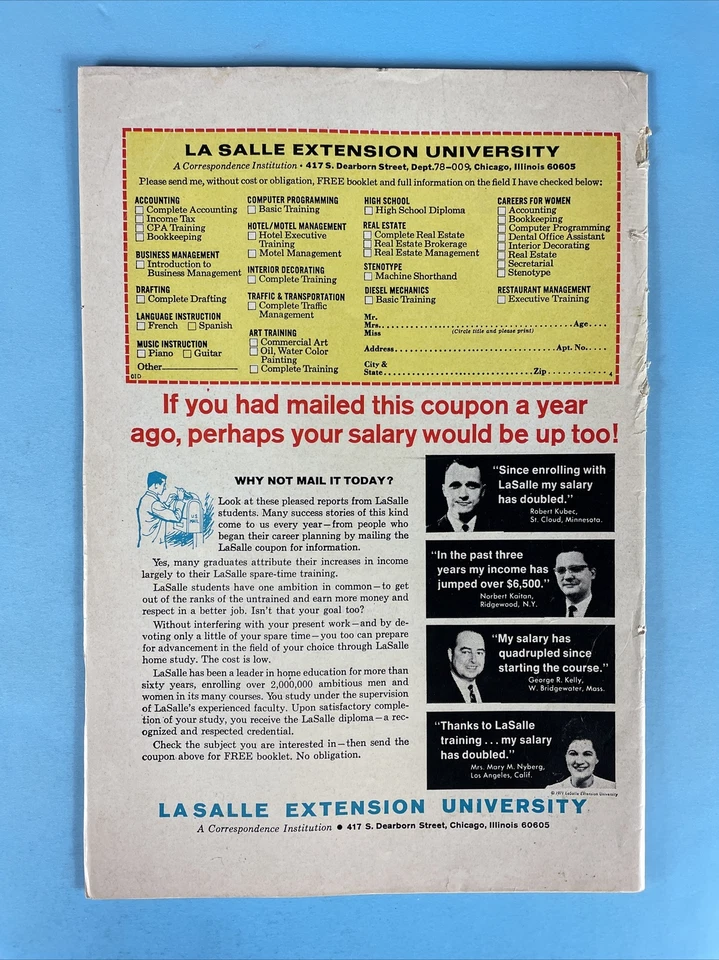 LA SALLE EXTENSION UNIVERSITY
A Correspondence Institution • 417 S. Dearborn Street, Dept. 78-009, Chicago, Illinois 60605
Please send me, without cost or obligation, FREE booklet and full information on the field I have checked below:
ACCOUNTING
Complete Accounting
Income Tax
CPA Training
Bookkeeping
BUSINESS MANAGEMENT
Introduction to
Business Management
DRAFTING
Complete Drafting
LANGUAGE INSTRUCTION
French Spanish
MUSIC INSTRUCTION
Piano Guitar
Other
COMPUTER PROGRAMMING
Basic Training
HOTEL/MOTEL MANAGEMENT
Hotel Executive
Training
Motel Management
INTERIOR DECORATING
Complete Training
TRAFFIC & TRANSPORTATION
Complete Traffic
Management
ART TRAINING
Commercial Art
Oil, Water Color
Painting
Complete Training
HIGH SCHOOL
High School Diploma
REAL ESTATE
Complete Real Estate
Real Estate Brokerage
Real Estate Management
STENOTYPE
Machine Shorthand
DIESEL MECHANICS
Basic Training
CAREERS FOR WOMEN
Accounting
Bookkeeping
Computer Programming
Dental Office Assistant
Interior Decorating
Real Estate
Secretarial
Stenotype
RESTAURANT MANAGEMENT
Executive Training
Mr.
Mrs. Age
Miss (Circle title and please print)
Address Apt. No.
City &
State Zip 4
If you had mailed this coupon a year
ago, perhaps your salary would be up too!
WHY NOT MAIL IT TODAY?
U.S. MAIL
Look at these pleased reports from LaSalle
students. Many success stories of this kind
come to us every year—from people who
began their career planning by mailing the
LaSalle coupon for information.
Yes, many graduates attribute their increases in income
largely to their LaSalle spare-time training.
LaSalle students have one ambition in common—to get
out of the ranks of the untrained and earn more money and
respect in a better job. Isn't that your goal too?
Without interfering with your present work—and by de-
voting only a little of your spare time—you too can prepare
for advancement in the field of your choice through LaSalle
home study. The cost is low.
LaSalle has been a leader in home education for more than
sixty years, enrolling over 2,000,000 ambitious men and
women in its many courses. You study under the supervision
of LaSalle's experienced faculty. Upon satisfactory comple-
tion of your study, you receive the LaSalle diploma—a rec-
ognized and respected credential.
Check the subject you are interested in—then send the
coupon above for FREE booklet. No obligation.
"Since enrolling with
LaSalle my salary
has doubled."
Robert Kubec,
St. Cloud, Minnesota.
"In the past three
years my income has
jumped over $6,500."
Norbert Kaitan,
Ridgewood, N.Y.
"My salary has
quadrupled since
starting the course."
George R. Kelly,
W. Bridgewater, Mass.
"Thanks to LaSalle
training . . . my salary
has doubled."
Mrs. Mary M. Nyberg,
Los Angeles, Calif.
LA SALLE EXTENSION UNIVERSITY
A Correspondence Institution • 417 S. Dearborn Street, Chicago, Illinois 60605